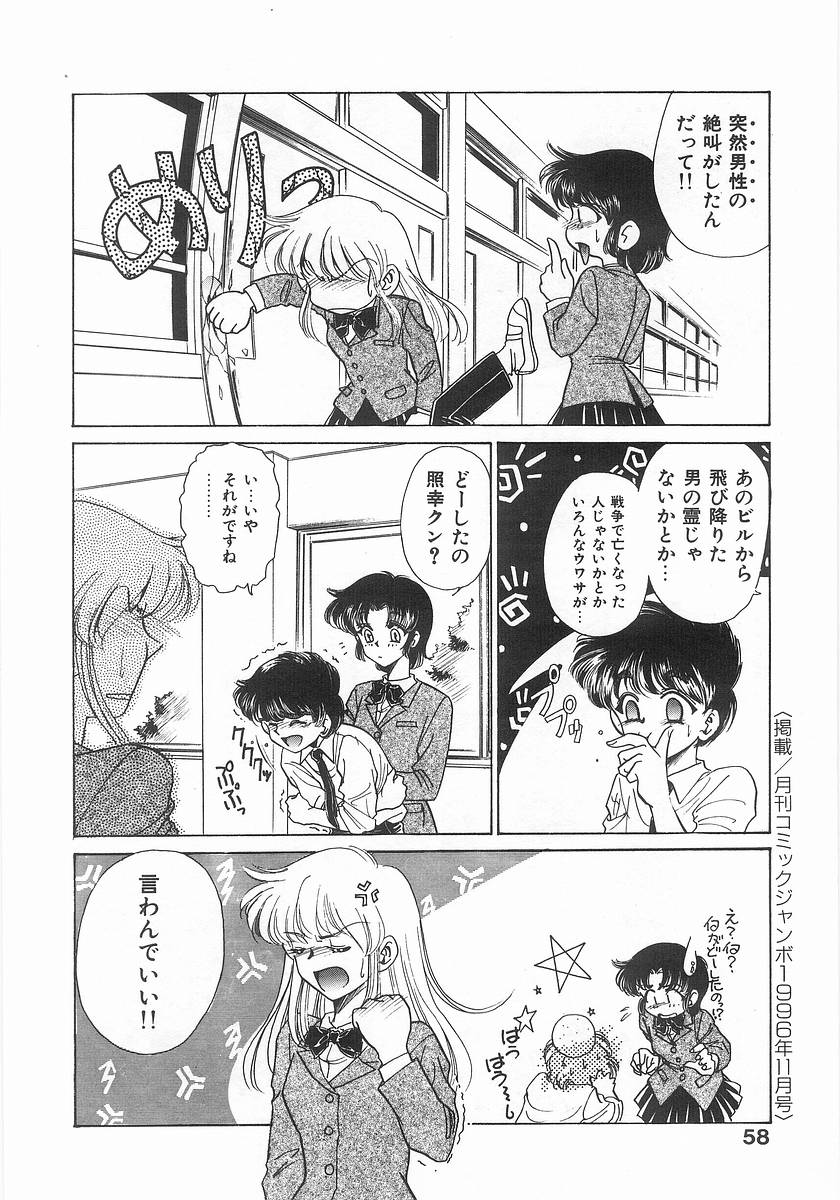 突然男性の
絶叫がしたん
だって!!
めりっ
あのビルから
飛び降りた
男の霊じゃ
ないかとか…
戦争で亡くなった
人じゃないかとか
いろんなウワサが…
プププッ
どーしたの
照幸クン?
い…いや
それがですね
………
クククッ
ぷぷっ
え?何?
何がどーしたのっ!?
はぅ
はぅ〜
言わんでいい!!
〈掲載/月刊コミックジャンボ1996年11月号〉
58